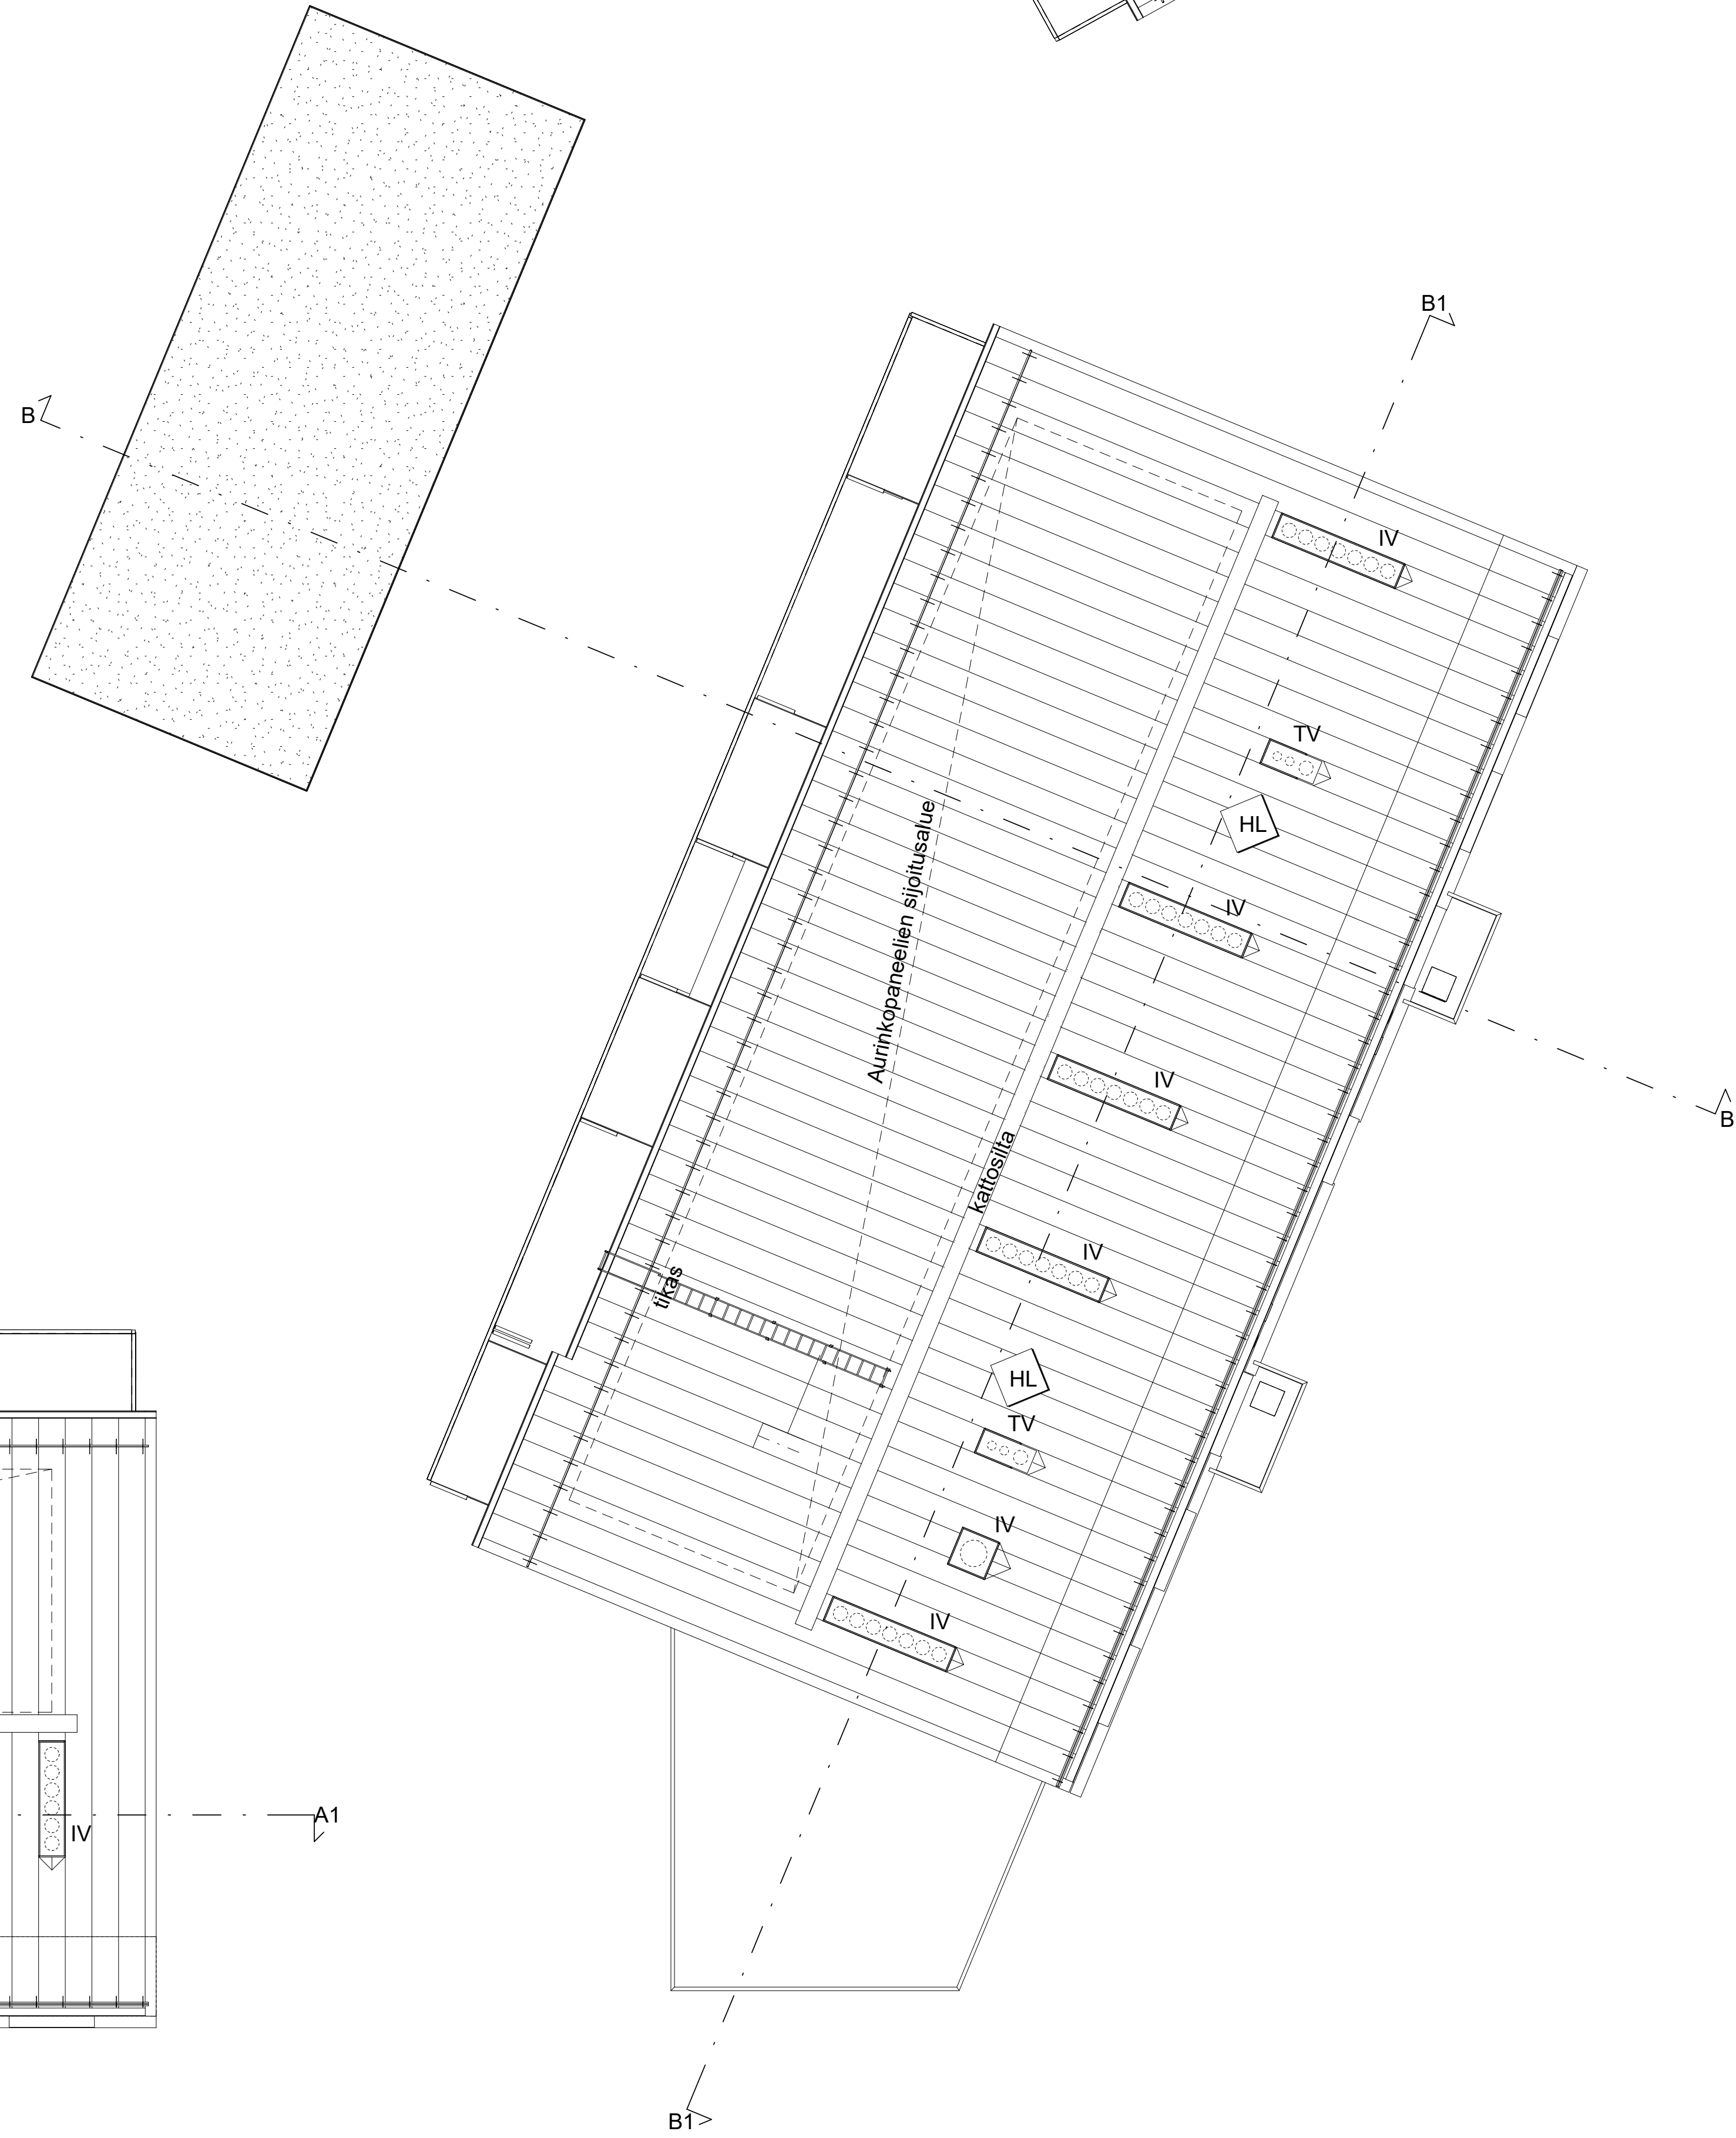 B1
B
IV
TV
HL
Aurinkopaneelien sijoitusalue
IV
IV
B
kattosilta
IV
tikas
HL
TV
IV
IV
A1
IV
B1